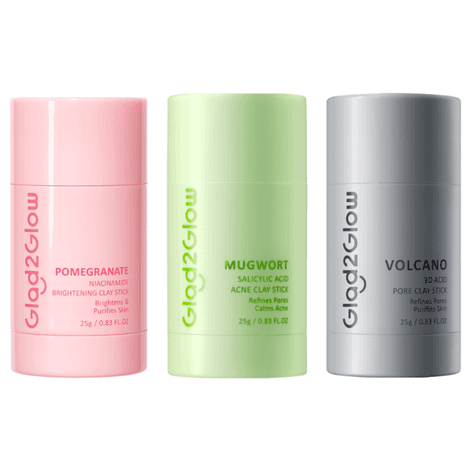 Glad2Glow
POMEGRANATE
NIACINAMIDE
BRIGHTENING CLAY STICK
Brightens &
Purifies Skin
25g / 0.83 FL.OZ
Glad2Glow
MUGWORT
SALICYLIC ACID
ACNE CLAY STICK
Refines Pores
Calms Acne
25g / 0.83 FL.OZ
Glad2Glow
VOLCANO
3D ACID
PORE CLAY STICK
Refines Pores
Purifies Skin
25g / 0.83 FL.OZ